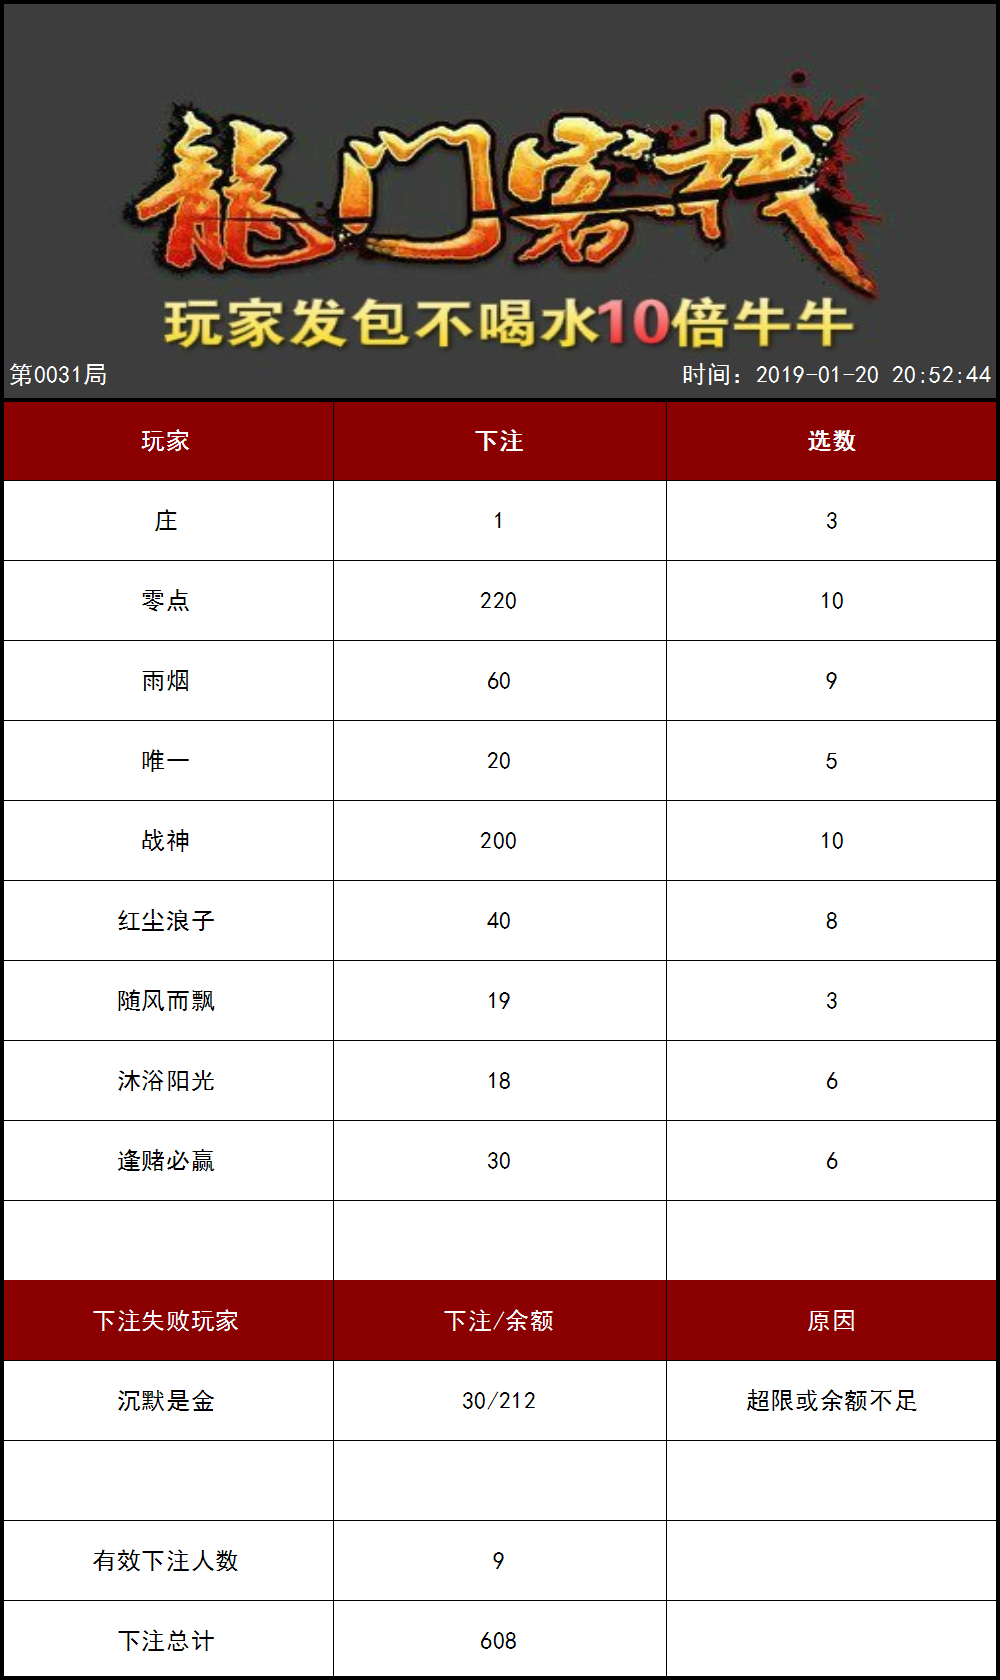 龍门客栈
玩家发包不喝水10倍牛牛
第0031局 时间：2019-01-20 20:52:44
玩家 下注 选数
庄 1 3
零点 220 10
雨烟 60 9
唯一 20 5
战神 200 10
红尘浪子 40 8
随风而飘 19 3
沐浴阳光 18 6
逢赌必赢 30 6
下注失败玩家 下注/余额 原因
沉默是金 30/212 超限或余额不足
有效下注人数 9
下注总计 608